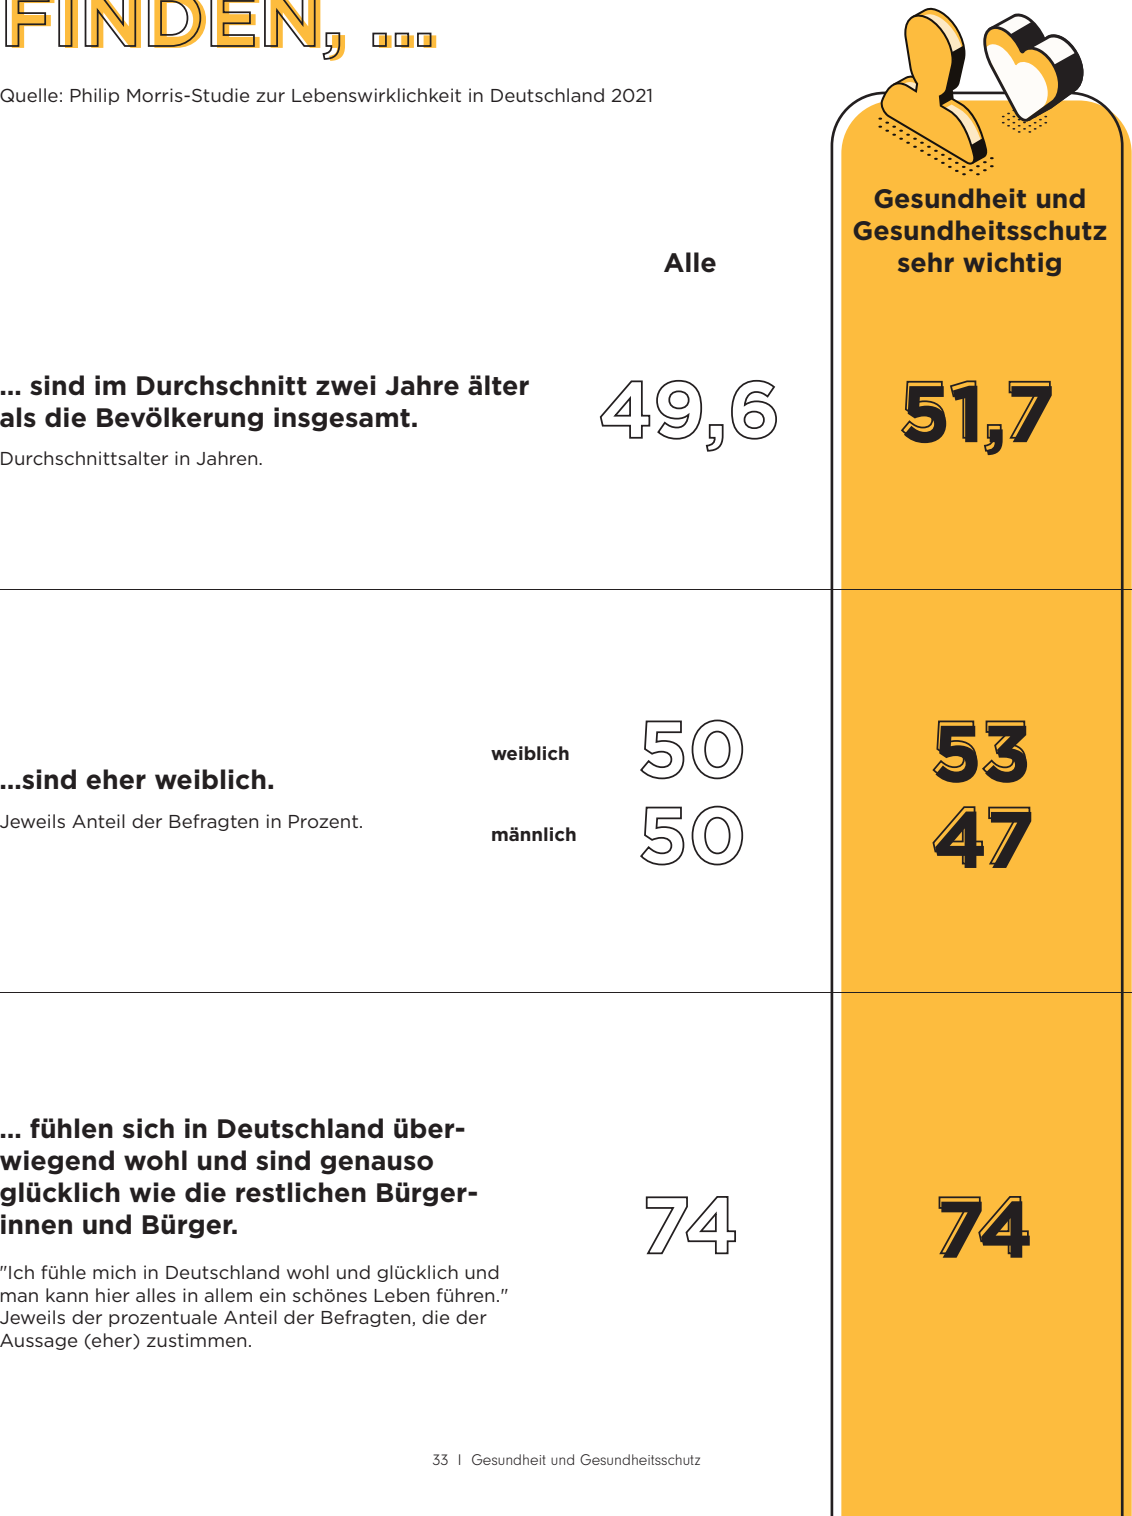 FINDEN, ...
Quelle: Philip Morris-Studie zur Lebenswirklichkeit in Deutschland 2021
Gesundheit und
Gesundheitsschutz
sehr wichtig
Alle
... sind im Durchschnitt zwei Jahre älter
als die Bevölkerung insgesamt.
Durchschnittsalter in Jahren.
49,6
51,7
...sind eher weiblich.
Jeweils Anteil der Befragten in Prozent.
weiblich
50
53
männlich
50
47
... fühlen sich in Deutschland über-
wiegend wohl und sind genauso
glücklich wie die restlichen Bürger-
innen und Bürger.
"Ich fühle mich in Deutschland wohl und glücklich und
man kann hier alles in allem ein schönes Leben führen."
Jeweils der prozentuale Anteil der Befragten, die der
Aussage (eher) zustimmen.
74
74
33 I Gesundheit und Gesundheitsschutz